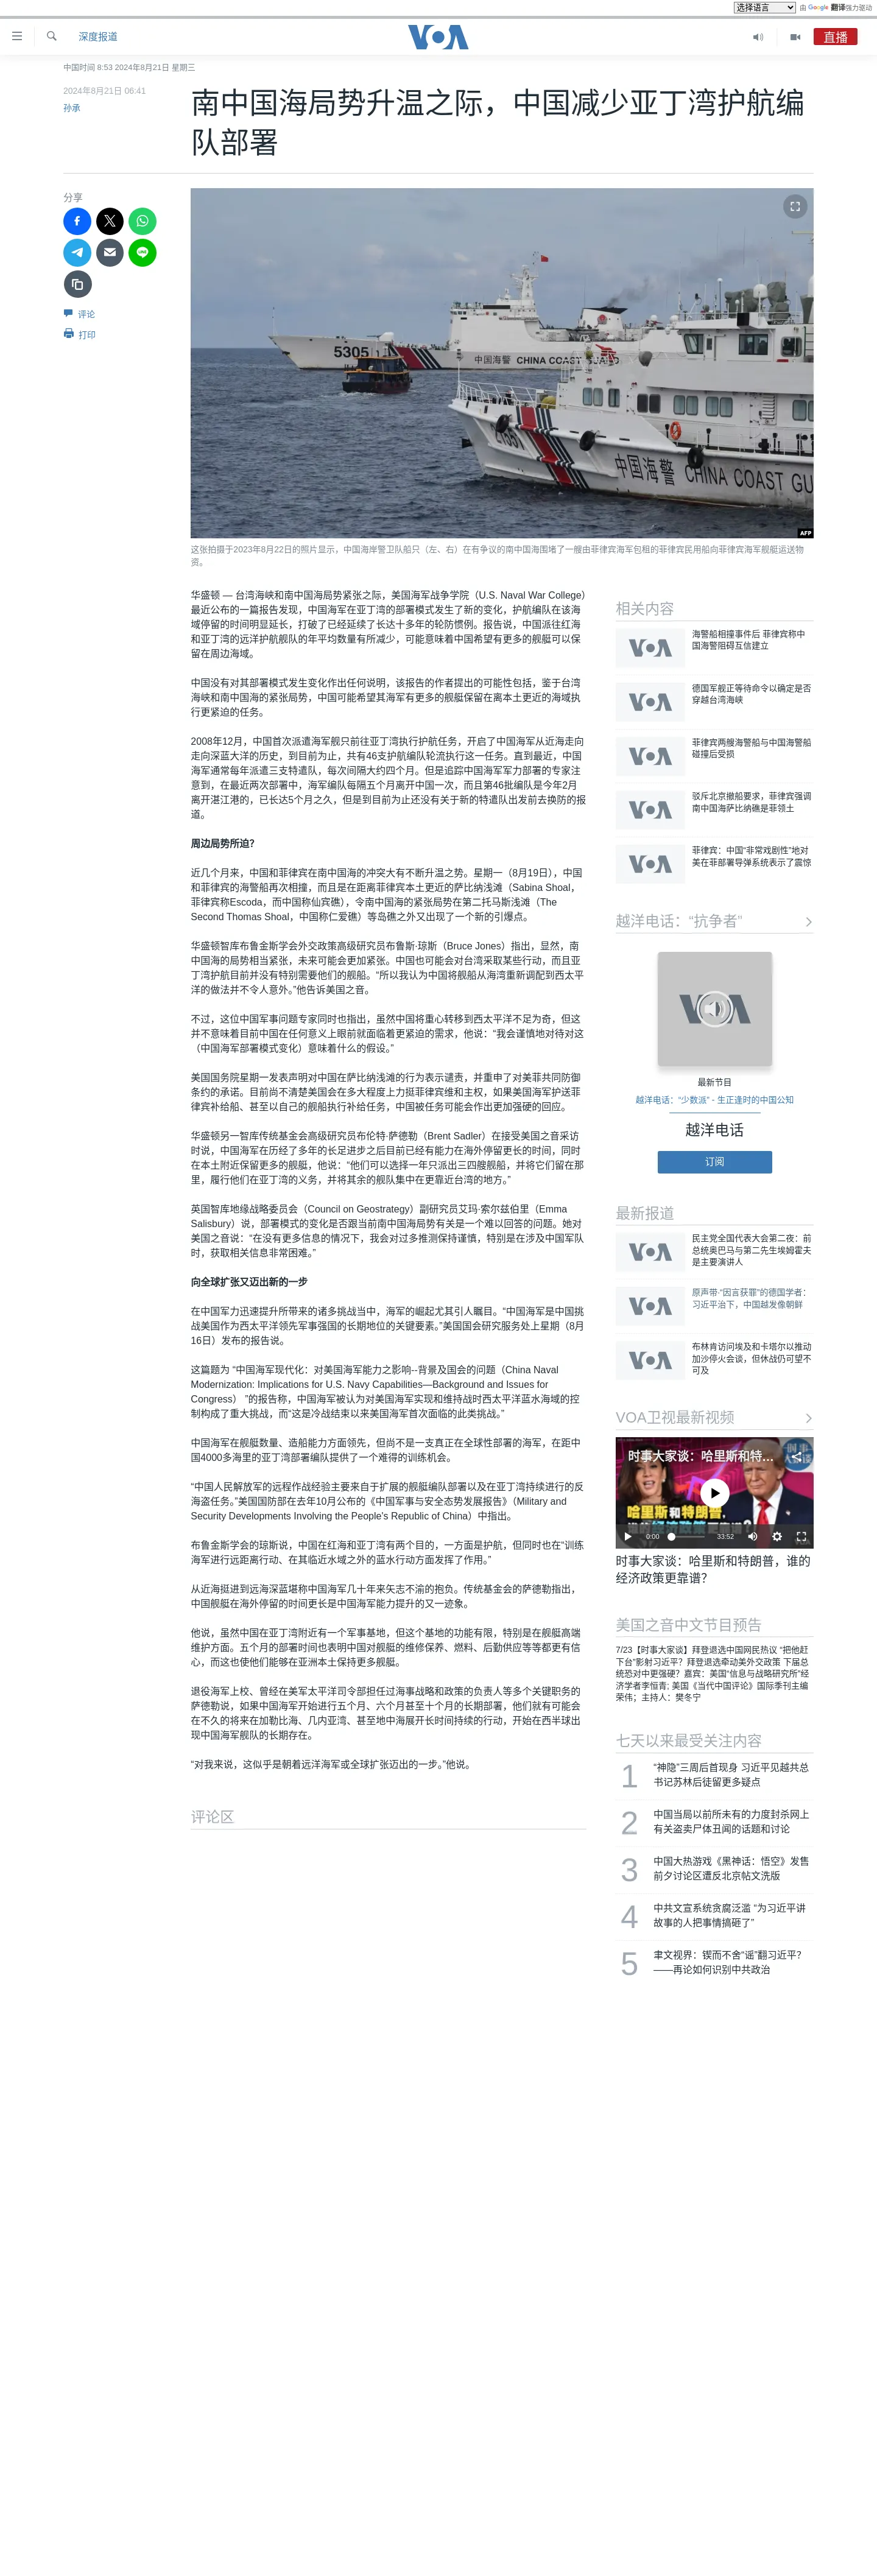 选择语言
由 Google 翻译强力驱动
深度报道
VOA
直播
中国时间 8:53 2024年8月21日 星期三
2024年8月21日 06:41
孙承
南中国海局势升温之际，中国减少亚丁湾护航编
队部署
分享
评论
打印
5305
中国海警 CHINA COAST GUARD
中国海警 CHINA COAST GUA
AFP
这张拍摄于2023年8月22日的照片显示，中国海岸警卫队船只（左、右）在有争议的南中国海围堵了一艘由菲律宾海军包租的菲律宾民用船向菲律宾海军舰艇运送物
资。
华盛顿 — 台湾海峡和南中国海局势紧张之际，美国海军战争学院（U.S. Naval War College）
最近公布的一篇报告发现，中国海军在亚丁湾的部署模式发生了新的变化，护航编队在该海
域停留的时间明显延长，打破了已经延续了长达十多年的轮防惯例。报告说，中国派往红海
和亚丁湾的远洋护航舰队的年平均数量有所减少，可能意味着中国希望有更多的舰艇可以保
留在周边海域。
中国没有对其部署模式发生变化作出任何说明，该报告的作者提出的可能性包括，鉴于台湾
海峡和南中国海的紧张局势，中国可能希望其海军有更多的舰艇保留在离本土更近的海域执
行更紧迫的任务。
2008年12月，中国首次派遣海军舰只前往亚丁湾执行护航任务，开启了中国海军从近海走向
走向深蓝大洋的历史，到目前为止，共有46支护航编队轮流执行这一任务。直到最近，中国
海军通常每年派遣三支特遣队，每次间隔大约四个月。但是追踪中国海军军力部署的专家注
意到，在最近两次部署中，海军编队每隔五个月离开中国一次，而且第46批编队是今年2月
离开湛江港的，已长达5个月之久，但是到目前为止还没有关于新的特遣队出发前去换防的报
道。
周边局势所迫？
近几个月来，中国和菲律宾在南中国海的冲突大有不断升温之势。星期一（8月19日），中国
和菲律宾的海警船再次相撞，而且是在距离菲律宾本土更近的萨比纳浅滩（Sabina Shoal，
菲律宾称Escoda，而中国称仙宾礁），令南中国海的紧张局势在第二托马斯浅滩（The
Second Thomas Shoal，中国称仁爱礁）等岛礁之外又出现了一个新的引爆点。
华盛顿智库布鲁金斯学会外交政策高级研究员布鲁斯·琼斯（Bruce Jones）指出，显然，南
中国海的局势相当紧张，未来可能会更加紧张。中国也可能会对台湾采取某些行动，而且亚
丁湾护航目前并没有特别需要他们的舰船。“所以我认为中国将舰船从海湾重新调配到西太平
洋的做法并不令人意外。”他告诉美国之音。
不过，这位中国军事问题专家同时也指出，虽然中国将重心转移到西太平洋不足为奇，但这
并不意味着目前中国在任何意义上眼前就面临着更紧迫的需求，他说：“我会谨慎地对待对这
（中国海军部署模式变化）意味着什么的假设。”
美国国务院星期一发表声明对中国在萨比纳浅滩的行为表示谴责，并重申了对美菲共同防御
条约的承诺。目前尚不清楚美国会在多大程度上力挺菲律宾维和主权，如果美国海军护送菲
律宾补给船、甚至以自己的舰船执行补给任务，中国被任务可能会作出更加强硬的回应。
华盛顿另一智库传统基金会高级研究员布伦特·萨德勒（Brent Sadler）在接受美国之音采访
时说，中国海军在历经了多年的长足进步之后目前已经有能力在海外停留更长的时间，同时
在本土附近保留更多的舰艇，他说：“他们可以选择一年只派出三四艘舰船，并将它们留在那
里，履行他们在亚丁湾的义务，并将其余的舰队集中在更靠近台湾的地方。”
英国智库地缘战略委员会（Council on Geostrategy）副研究员艾玛·索尔兹伯里（Emma
Salisbury）说，部署模式的变化是否跟当前南中国海局势有关是一个难以回答的问题。她对
美国之音说：“在没有更多信息的情况下，我会对过多推测保持谨慎，特别是在涉及中国军队
时，获取相关信息非常困难。”
向全球扩张又迈出新的一步
在中国军力迅速提升所带来的诸多挑战当中，海军的崛起尤其引人瞩目。“中国海军是中国挑
战美国作为西太平洋领先军事强国的长期地位的关键要素。”美国国会研究服务处上星期（8月
16日）发布的报告说。
这篇题为 “中国海军现代化：对美国海军能力之影响--背景及国会的问题（China Naval
Modernization: Implications for U.S. Navy Capabilities—Background and Issues for
Congress） ”的报告称，中国海军被认为对美国海军实现和维持战时西太平洋蓝水海域的控
制构成了重大挑战，而“这是冷战结束以来美国海军首次面临的此类挑战。”
中国海军在舰艇数量、造船能力方面领先，但尚不是一支真正在全球性部署的海军，在距中
国4000多海里的亚丁湾部署编队提供了一个难得的训练机会。
“中国人民解放军的远程作战经验主要来自于扩展的舰艇编队部署以及在亚丁湾持续进行的反
海盗任务。”美国国防部在去年10月公布的《中国军事与安全态势发展报告》（Military and
Security Developments Involving the People's Republic of China）中指出。
布鲁金斯学会的琼斯说，中国在红海和亚丁湾有两个目的，一方面是护航，但同时也在“训练
海军进行远距离行动、在其临近水域之外的蓝水行动方面发挥了作用。”
从近海挺进到远海深蓝堪称中国海军几十年来矢志不渝的抱负。传统基金会的萨德勒指出，
中国舰艇在海外停留的时间更长是中国海军能力提升的又一迹象。
他说，虽然中国在亚丁湾附近有一个军事基地，但这个基地的功能有限，特别是在舰艇高端
维护方面。五个月的部署时间也表明中国对舰艇的维修保养、燃料、后勤供应等等都更有信
心，而这也使他们能够在亚洲本土保持更多舰艇。
退役海军上校、曾经在美军太平洋司令部担任过海事战略和政策的负责人等多个关键职务的
萨德勒说，如果中国海军开始进行五个月、六个月甚至十个月的长期部署，他们就有可能会
在不久的将来在加勒比海、几内亚湾、甚至地中海展开长时间持续的行动，开始在西半球出
现中国海军舰队的长期存在。
“对我来说，这似乎是朝着远洋海军或全球扩张迈出的一步。”他说。
评论区
相关内容
VOA
海警船相撞事件后 菲律宾称中
国海警阻碍互信建立
VOA
德国军舰正等待命令以确定是否
穿越台湾海峡
VOA
菲律宾两艘海警船与中国海警船
碰撞后受损
VOA
驳斥北京撤船要求，菲律宾强调
南中国海萨比纳礁是菲领土
VOA
菲律宾：中国“非常戏剧性”地对
美在菲部署导弹系统表示了震惊
越洋电话：“抗争者”
VOA
最新节目
越洋电话：“少数派” - 生正逢时的中国公知
越洋电话
订阅
最新报道
VOA
民主党全国代表大会第二夜：前
总统奥巴马与第二先生埃姆霍夫
是主要演讲人
VOA
原声带·“因言获罪”的德国学者：
习近平治下，中国越发像朝鲜
VOA
布林肯访问埃及和卡塔尔以推动
加沙停火会谈，但休战仍可望不
可及
VOA卫视最新视频
时事大家谈：哈里斯和特...
哈里斯和特朗普，
0:00
33:52
时事大家谈：哈里斯和特朗普，谁的
经济政策更靠谱？
美国之音中文节目预告
7/23【时事大家谈】拜登退选中国网民热议 “把他赶
下台”影射习近平？拜登退选牵动美外交政策 下届总
统恐对中更强硬？嘉宾：美国“信息与战略研究所”经
济学者李恒青; 美国《当代中国评论》国际季刊主编
荣伟；主持人：樊冬宁
七天以来最受关注内容
1
“神隐”三周后首现身 习近平见越共总
书记苏林后徒留更多疑点
2
中国当局以前所未有的力度封杀网上
有关盗卖尸体丑闻的话题和讨论
3
中国大热游戏《黑神话：悟空》发售
前夕讨论区遭反北京帖文洗版
4
中共文宣系统贪腐泛滥 “为习近平讲
故事的人把事情搞砸了”
5
聿文视界：锲而不舍“谣”翻习近平？
——再论如何识别中共政治